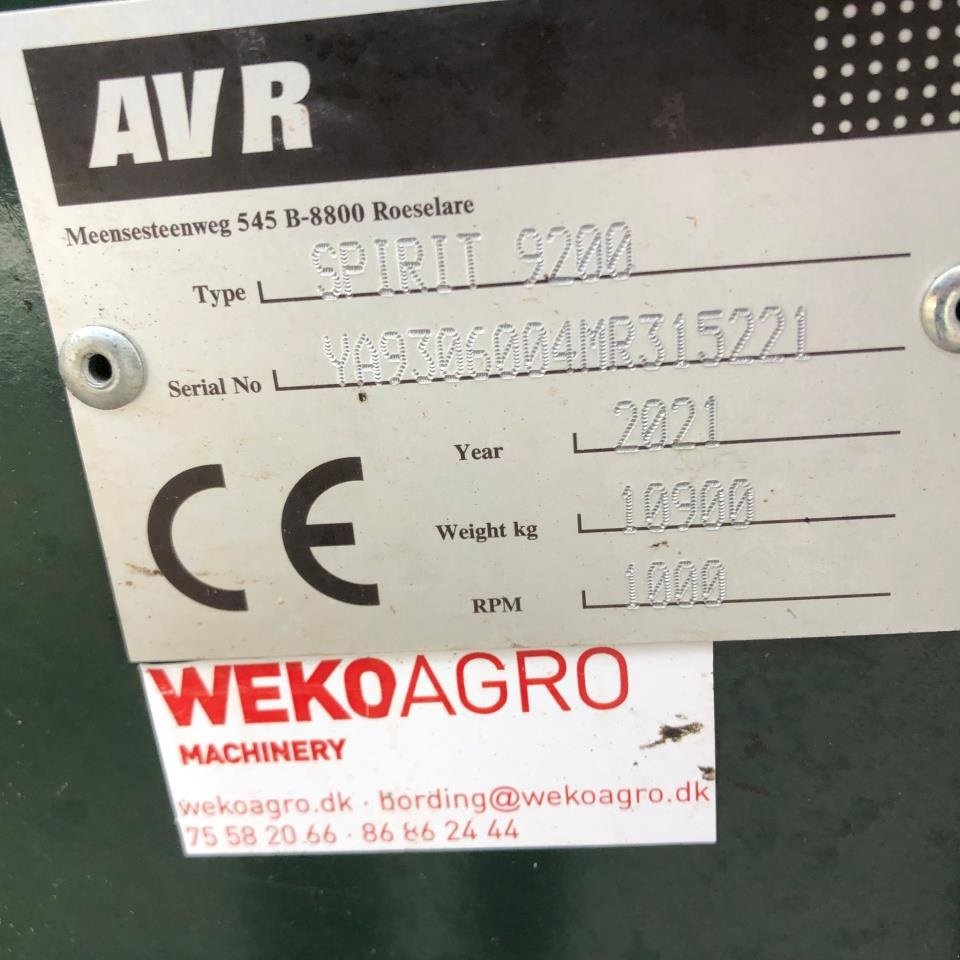 AVR
Meensesteenweg 545 B-8800 Roeselare
Type SPIRIT 9200
Serial No YA9306004MR315221
Year 2021
CE
Weight kg 10900
RPM 1000
WEKOAGRO
MACHINERY
wekoagro.dk · bording@wekoagro.dk
75 58 20 66 · 86 86 24 44